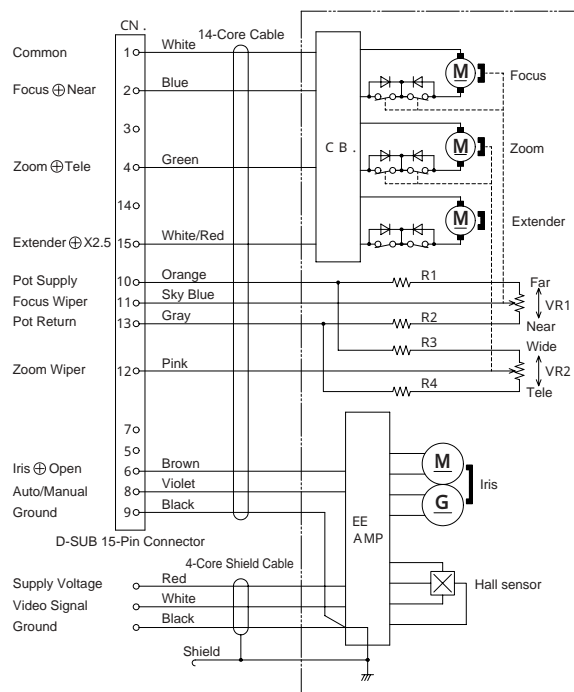 CN .
14-Core Cable
Common 1 White
Focus ⊕ Near 2 Blue
3
Zoom ⊕ Tele 4 Green
14
Extender ⊕ X2.5 15 White/Red
C B .
M Focus
M Zoom
M Extender
Pot Supply 10 Orange R1 Far
Focus Wiper 11 Sky Blue VR1
Pot Return 13 Gray R2 Near
R3 Wide
Zoom Wiper 12 Pink VR2
R4 Tele
7
5
Iris ⊕ Open 6 Brown
Auto/Manual 8 Violet
Ground 9 Black
M
G
Iris
EE
AMP
D-SUB 15-Pin Connector
4-Core Shield Cable
Supply Voltage Red
Video Signal White
Ground Black
Hall sensor
Shield